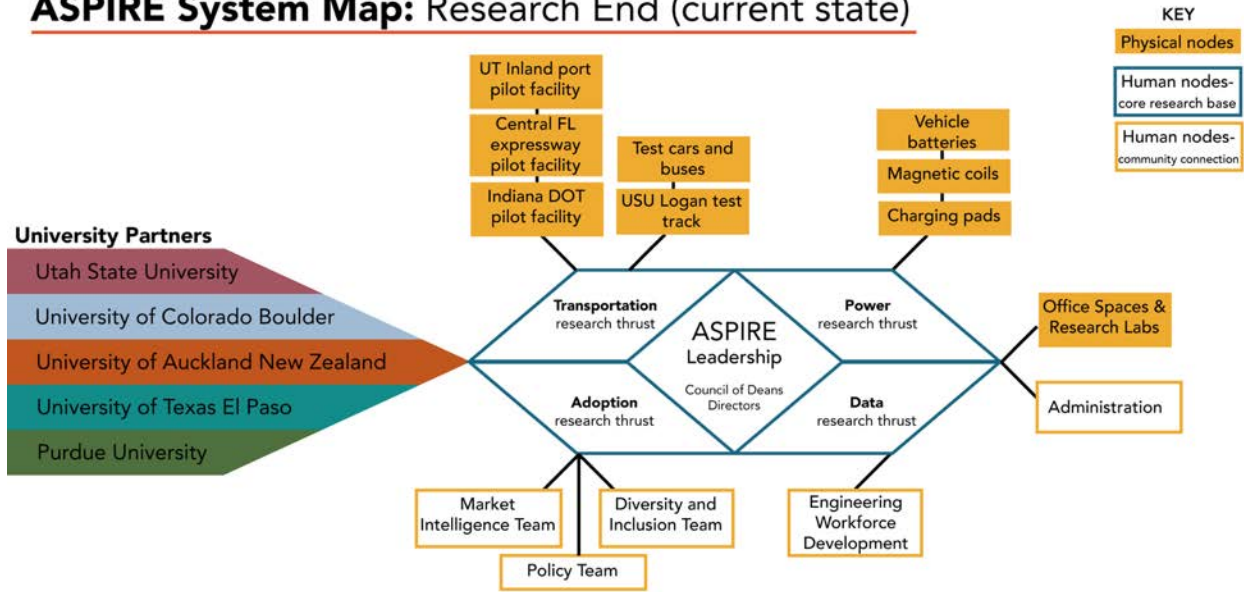 ASPIRE System Map: Research End (current state)
KEY
Physical nodes
Human nodes-
core research base
Human nodes-
community connection
UT Inland port
pilot facility
Central FL
expressway
pilot facility
Indiana DOT
pilot facility
Test cars and
buses
USU Logan test
track
Vehicle
batteries
Magnetic coils
Charging pads
University Partners
Utah State University
University of Colorado Boulder
University of Auckland New Zealand
University of Texas El Paso
Purdue University
Transportation
research thrust
Power
research thrust
ASPIRE
Leadership
Council of Deans
Directors
Adoption
research thrust
Data
research thrust
Office Spaces &
Research Labs
Administration
Market
Intelligence Team
Diversity and
Inclusion Team
Policy Team
Engineering
Workforce
Development